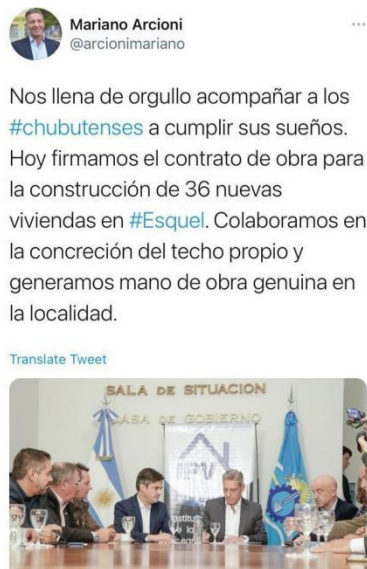 Mariano Arcioni
@arcionimariano
Nos llena de orgullo acompañar a los
#chubutenses a cumplir sus sueños.
Hoy firmamos el contrato de obra para
la construcción de 36 nuevas
viviendas en #Esquel. Colaboramos en
la concreción del techo propio y
generamos mano de obra genuina en
la localidad.
Translate Tweet
SALA DE SITUACION
CASA DE GOBIERNO
IPV